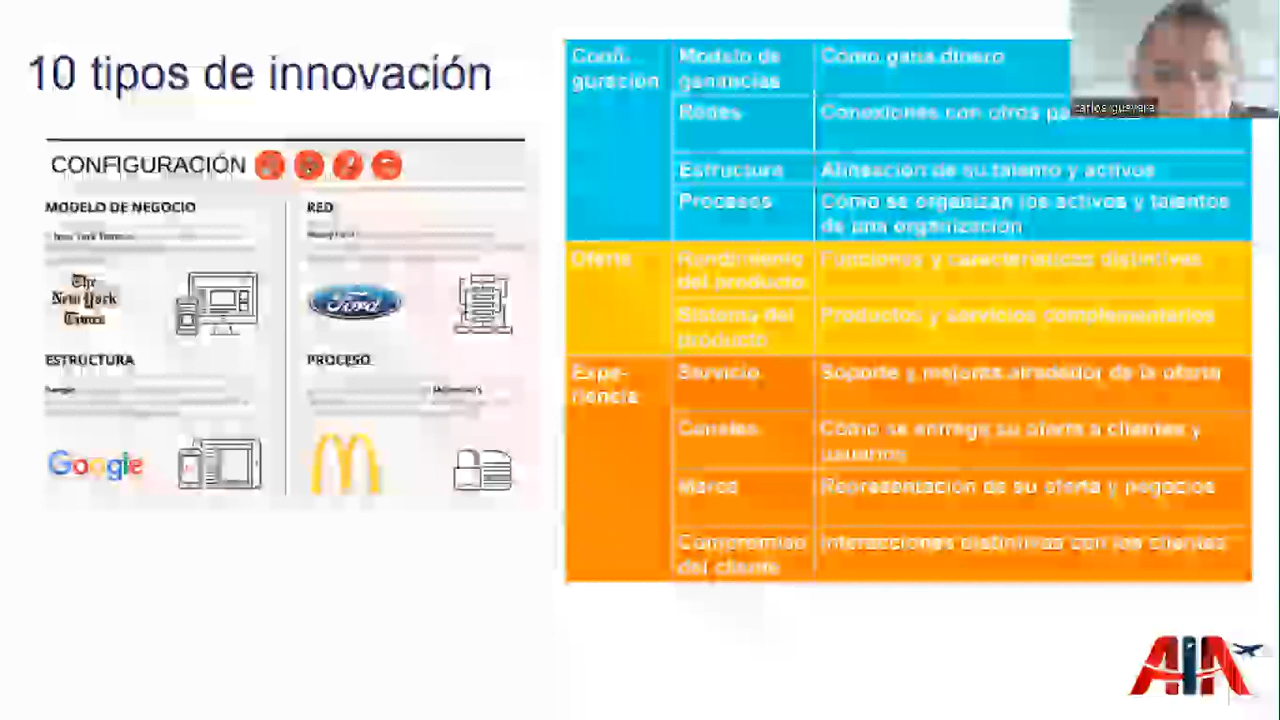 10 tipos de innovación
CONFIGURACIÓN
MODELO DE NEGOCIO
RED
The
New York
Times
Ford
ESTRUCTURA
PROCESO
Google
Confi-
guración
Modelo de
ganancias
Cómo gana dinero
Redes
Conexiones con otros
Estructura
Alineación de su talento y activos
Procesos
Cómo se organizan los activos y talentos
de una organización
Oferta
Rendimiento
del producto
Funciones y características distintivas
Sistema del
producto
Productos y servicios complementarios
Expe-
riencia
Servicio
Soporte y mejoras alrededor de la oferta
Canales
Cómo se entrega su oferta a clientes y
usuarios
Marca
Representación de su oferta y negocios
Compromiso
del cliente
Interacciones distintivas con los clientes
carlos guevara
AIA